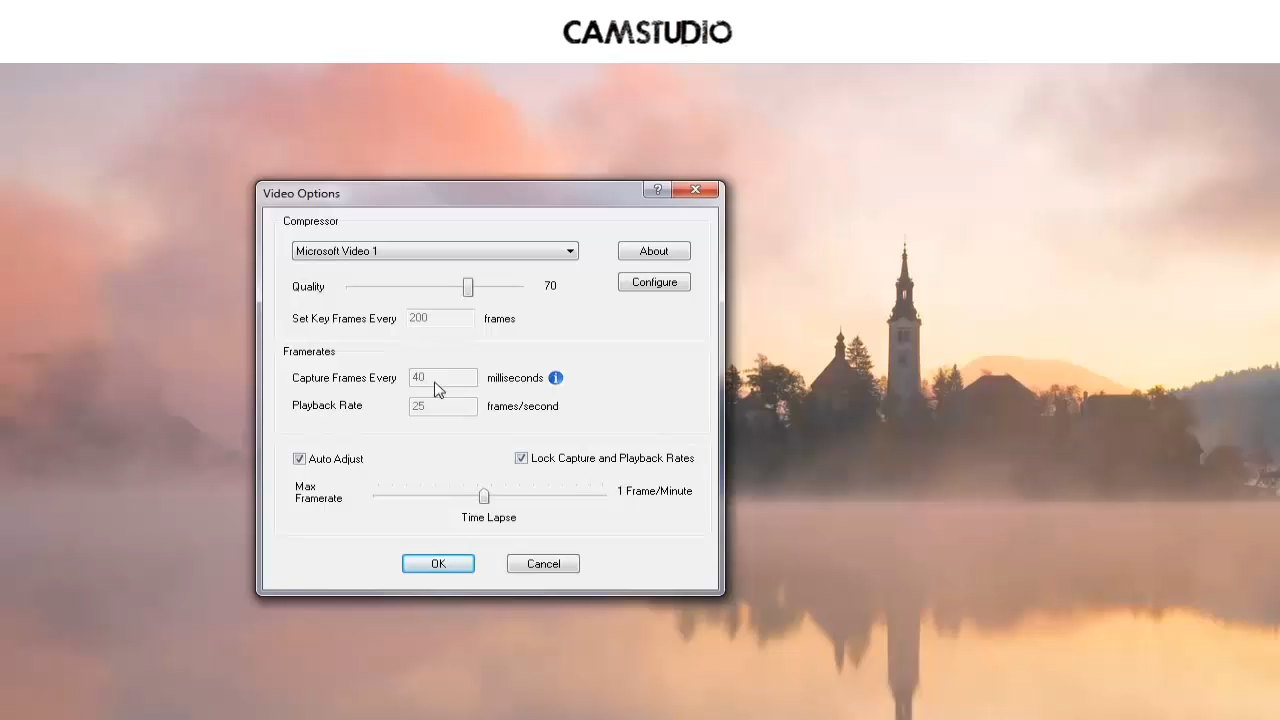 CAMSTUDIO
Video Options
Compressor
Microsoft Video 1 About
Quality 70 Configure
Set Key Frames Every 200 frames
Framerates
Capture Frames Every 40 milliseconds
Playback Rate 25 frames/second
Auto Adjust Lock Capture and Playback Rates
Max
Framerate 1 Frame/Minute
Time Lapse
OK Cancel